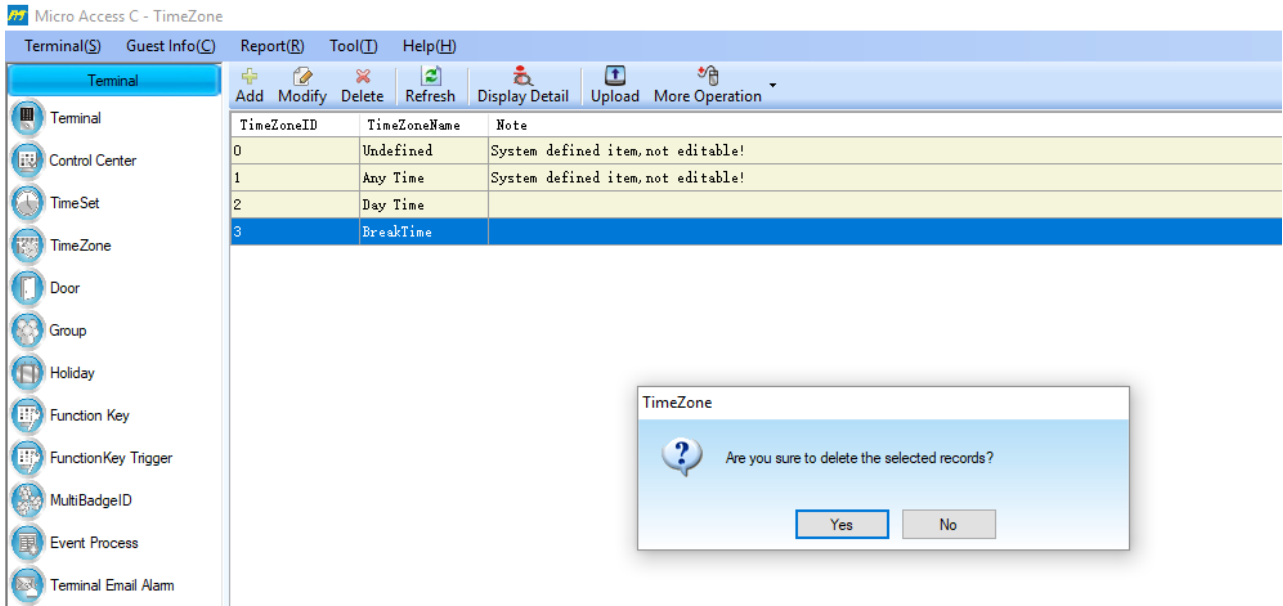 Micro Access C - TimeZone
Terminal(S) Guest Info(C) Report(R) Tool(T) Help(H)
Terminal
Add Modify Delete Refresh Display Detail Upload More Operation
Terminal
Control Center
TimeSet
TimeZone
Door
Group
Holiday
Function Key
FunctionKey Trigger
MultiBadgeID
Event Process
Terminal Email Alarm
TimeZoneID TimeZoneName Note
0 Undefined System defined item,not editable!
1 Any Time System defined item,not editable!
2 Day Time
3 BreakTime
TimeZone
Are you sure to delete the selected records?
Yes No